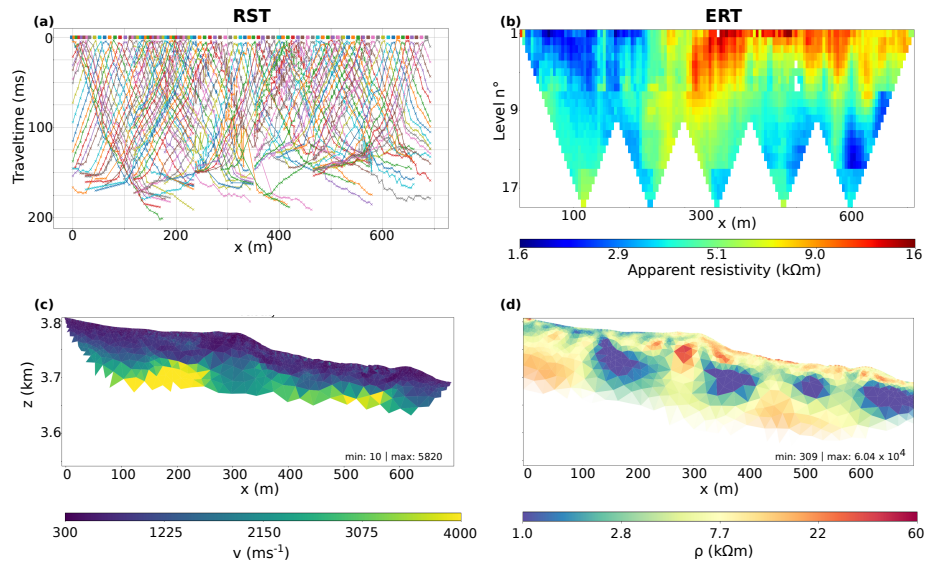 RST
ERT
(a)
(b)
0
100
200
Traveltime (ms)
0
200
400
600
x (m)
1
9
17
Level n°
100
300
600
x (m)
1.6
2.9
5.1
9.0
16
Apparent resistivity (kΩm)
(c)
(d)
3.8
3.7
3.6
z (km)
min: 10 | max: 5820
0
100
200
300
400
500
600
x (m)
300
1225
2150
3075
4000
v (ms⁻¹)
min: 309 | max: 6.04 x 10⁴
0
100
200
300
400
500
600
x (m)
1.0
2.8
7.7
22
60
ρ (kΩm)